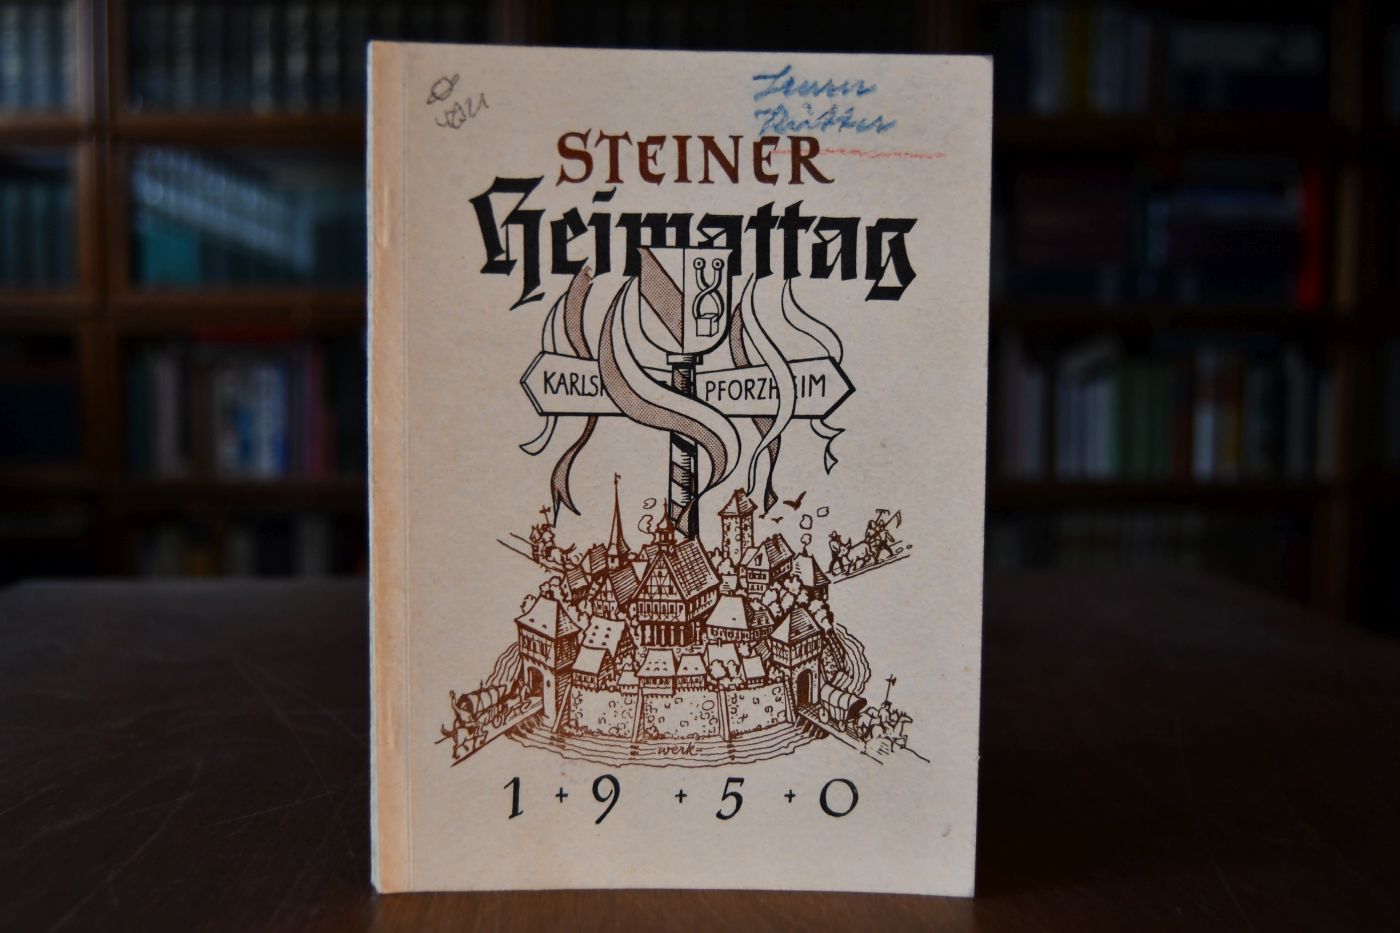 STEINER
Heimattag
KARLS
PFORZHEIM
werk
1 + 9 + 5 + 0